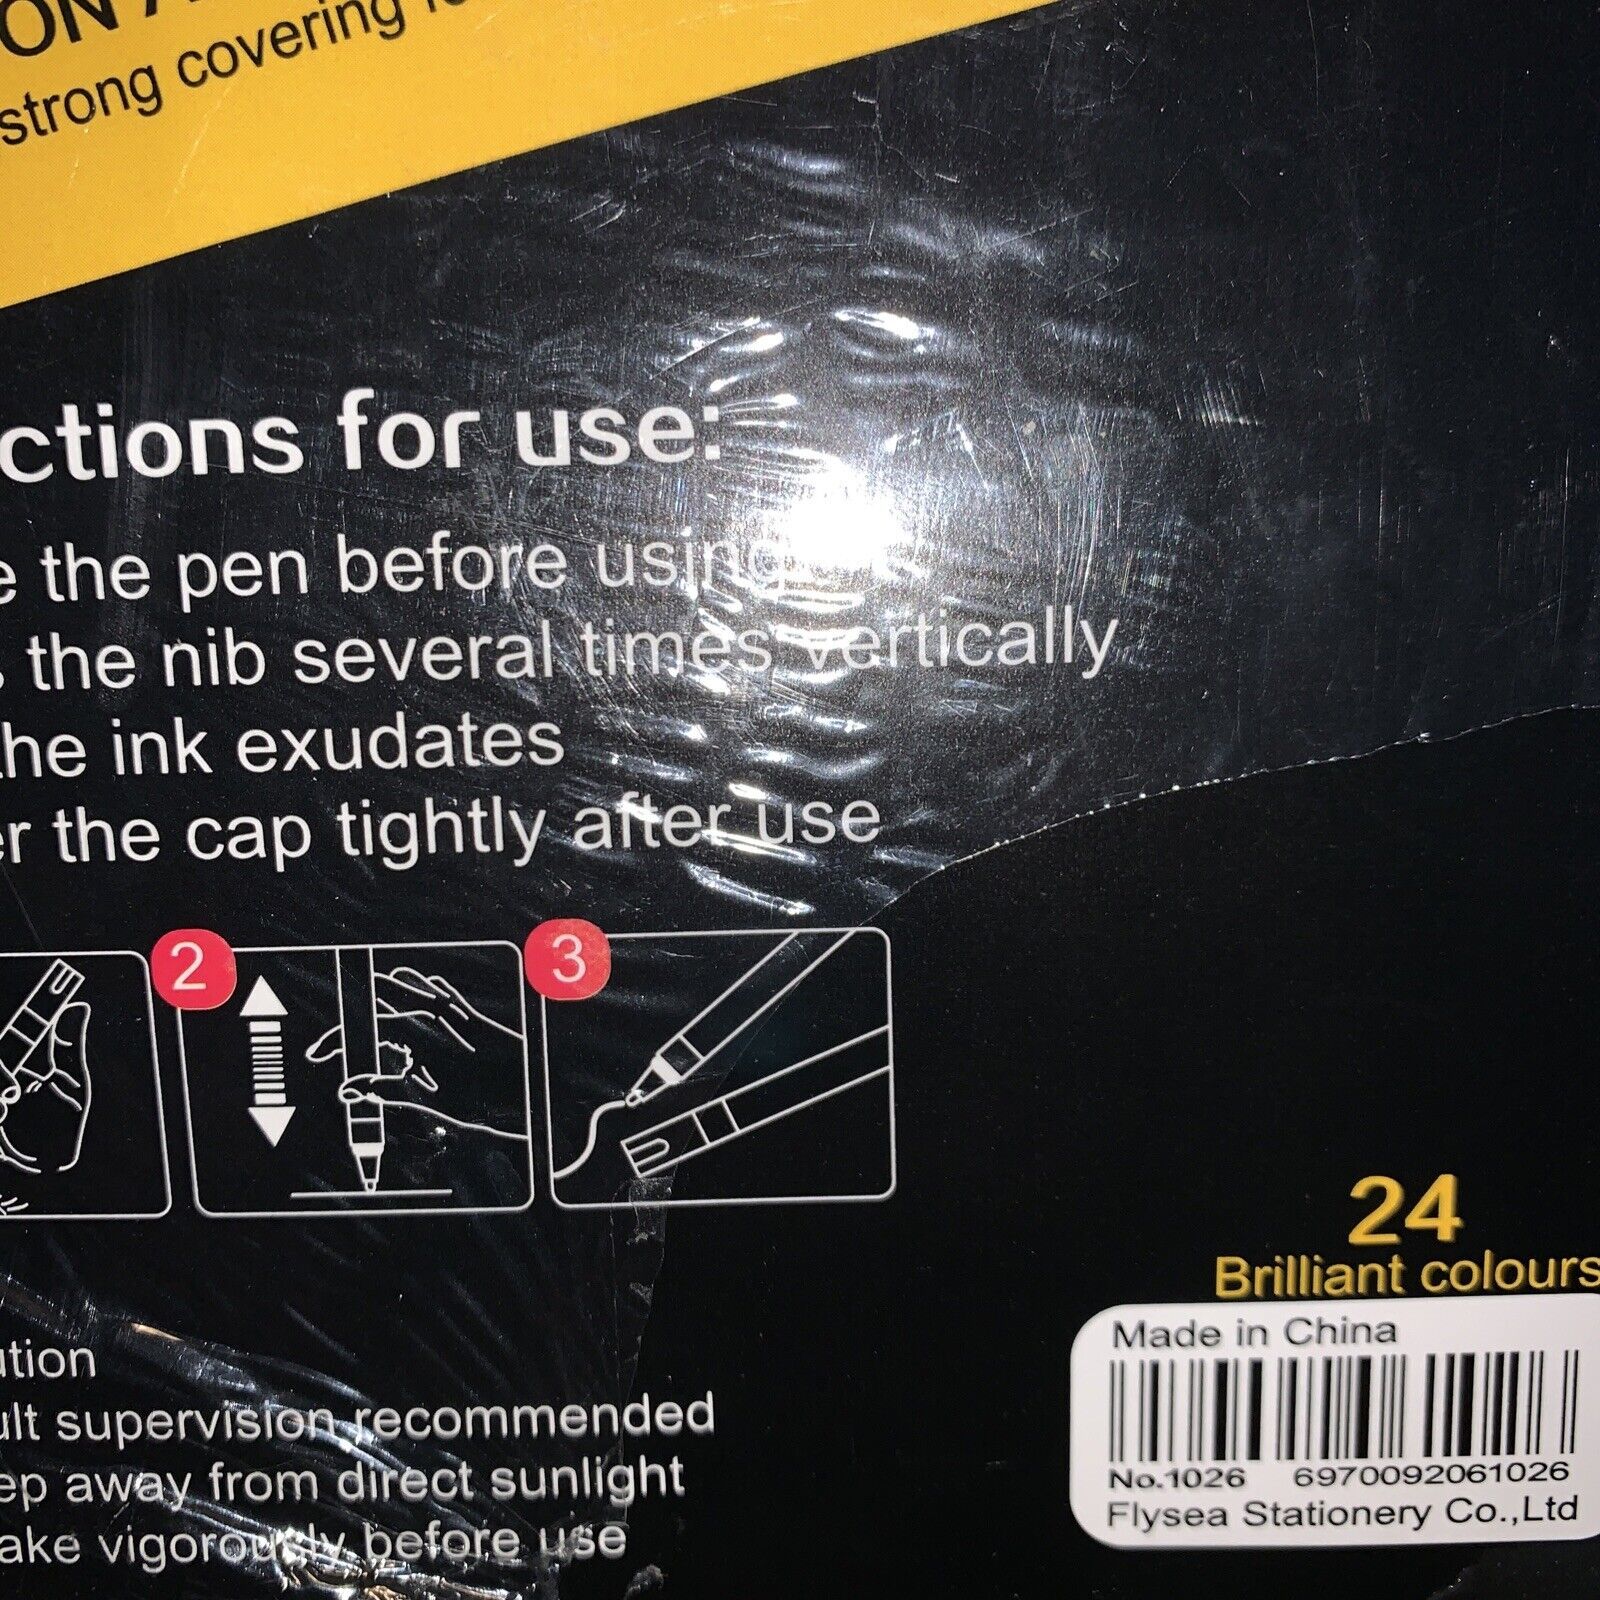 ON A
strong covering
ctions for use:
e the pen before using
the nib several times vertically
he ink exudates
er the cap tightly after use
2
3
24
Brilliant colours
Made in China
No.1026 6970092061026
Flysea Stationery Co.,Ltd
ution
ult supervision recommended
ep away from direct sunlight
ake vigorously before use